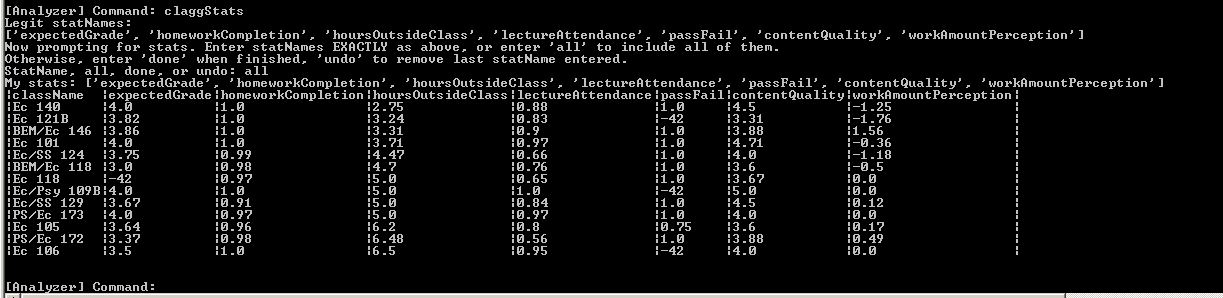 [Analyzer] Command: claggStats
Legit statNames:
['expectedGrade', 'homeworkCompletion', 'hoursOutsideClass', 'lectureAttendance', 'passFail', 'contentQuality', 'workAmountPerception']
Now prompting for stats. Enter statNames EXACTLY as above, or enter 'all' to include all of them.
Otherwise, enter 'done' when finished, 'undo' to remove last statName entered.
StatName, all, done, or undo: all
My stats: ['expectedGrade', 'homeworkCompletion', 'hoursOutsideClass', 'lectureAttendance', 'passFail', 'contentQuality', 'workAmountPerception']
|className   |expectedGrade|homeworkCompletion|hoursOutsideClass|lectureAttendance|passFail|contentQuality|workAmountPerception|
|Ec 140      |4.0          |1.0               |2.75             |0.88             |1.0     |4.5           |-1.25               |
|Ec 121B     |3.82         |1.0               |3.24             |0.83             |-42     |3.31          |-1.76               |
|BEM/Ec 146  |3.86         |1.0               |3.31             |0.9              |1.0     |3.88          |1.56                |
|Ec 101      |4.0          |1.0               |3.71             |0.97             |1.0     |4.71          |-0.36               |
|Ec/SS 124   |3.75         |0.99              |4.47             |0.66             |1.0     |4.0           |-1.18               |
|BEM/Ec 118  |3.0          |0.98              |4.7              |0.76             |1.0     |3.6           |-0.5                |
|Ec 118      |-42          |0.97              |5.0              |0.65             |1.0     |3.67          |0.0                 |
|Ec/Psy 109B|4.0          |1.0               |5.0              |1.0              |-42     |5.0           |0.0                 |
|Ec/SS 129   |3.67         |0.91              |5.0              |0.84             |1.0     |4.5           |0.12                |
|PS/Ec 173   |4.0          |0.97              |5.0              |0.97             |1.0     |4.0           |0.0                 |
|Ec 105      |3.64         |0.96              |6.2              |0.8              |0.75    |3.6           |0.17                |
|PS/Ec 172   |3.37         |0.98              |6.48             |0.56             |1.0     |3.88          |0.49                |
|Ec 106      |3.5          |1.0               |6.5              |0.95             |-42     |4.0           |0.0                 |
[Analyzer] Command: